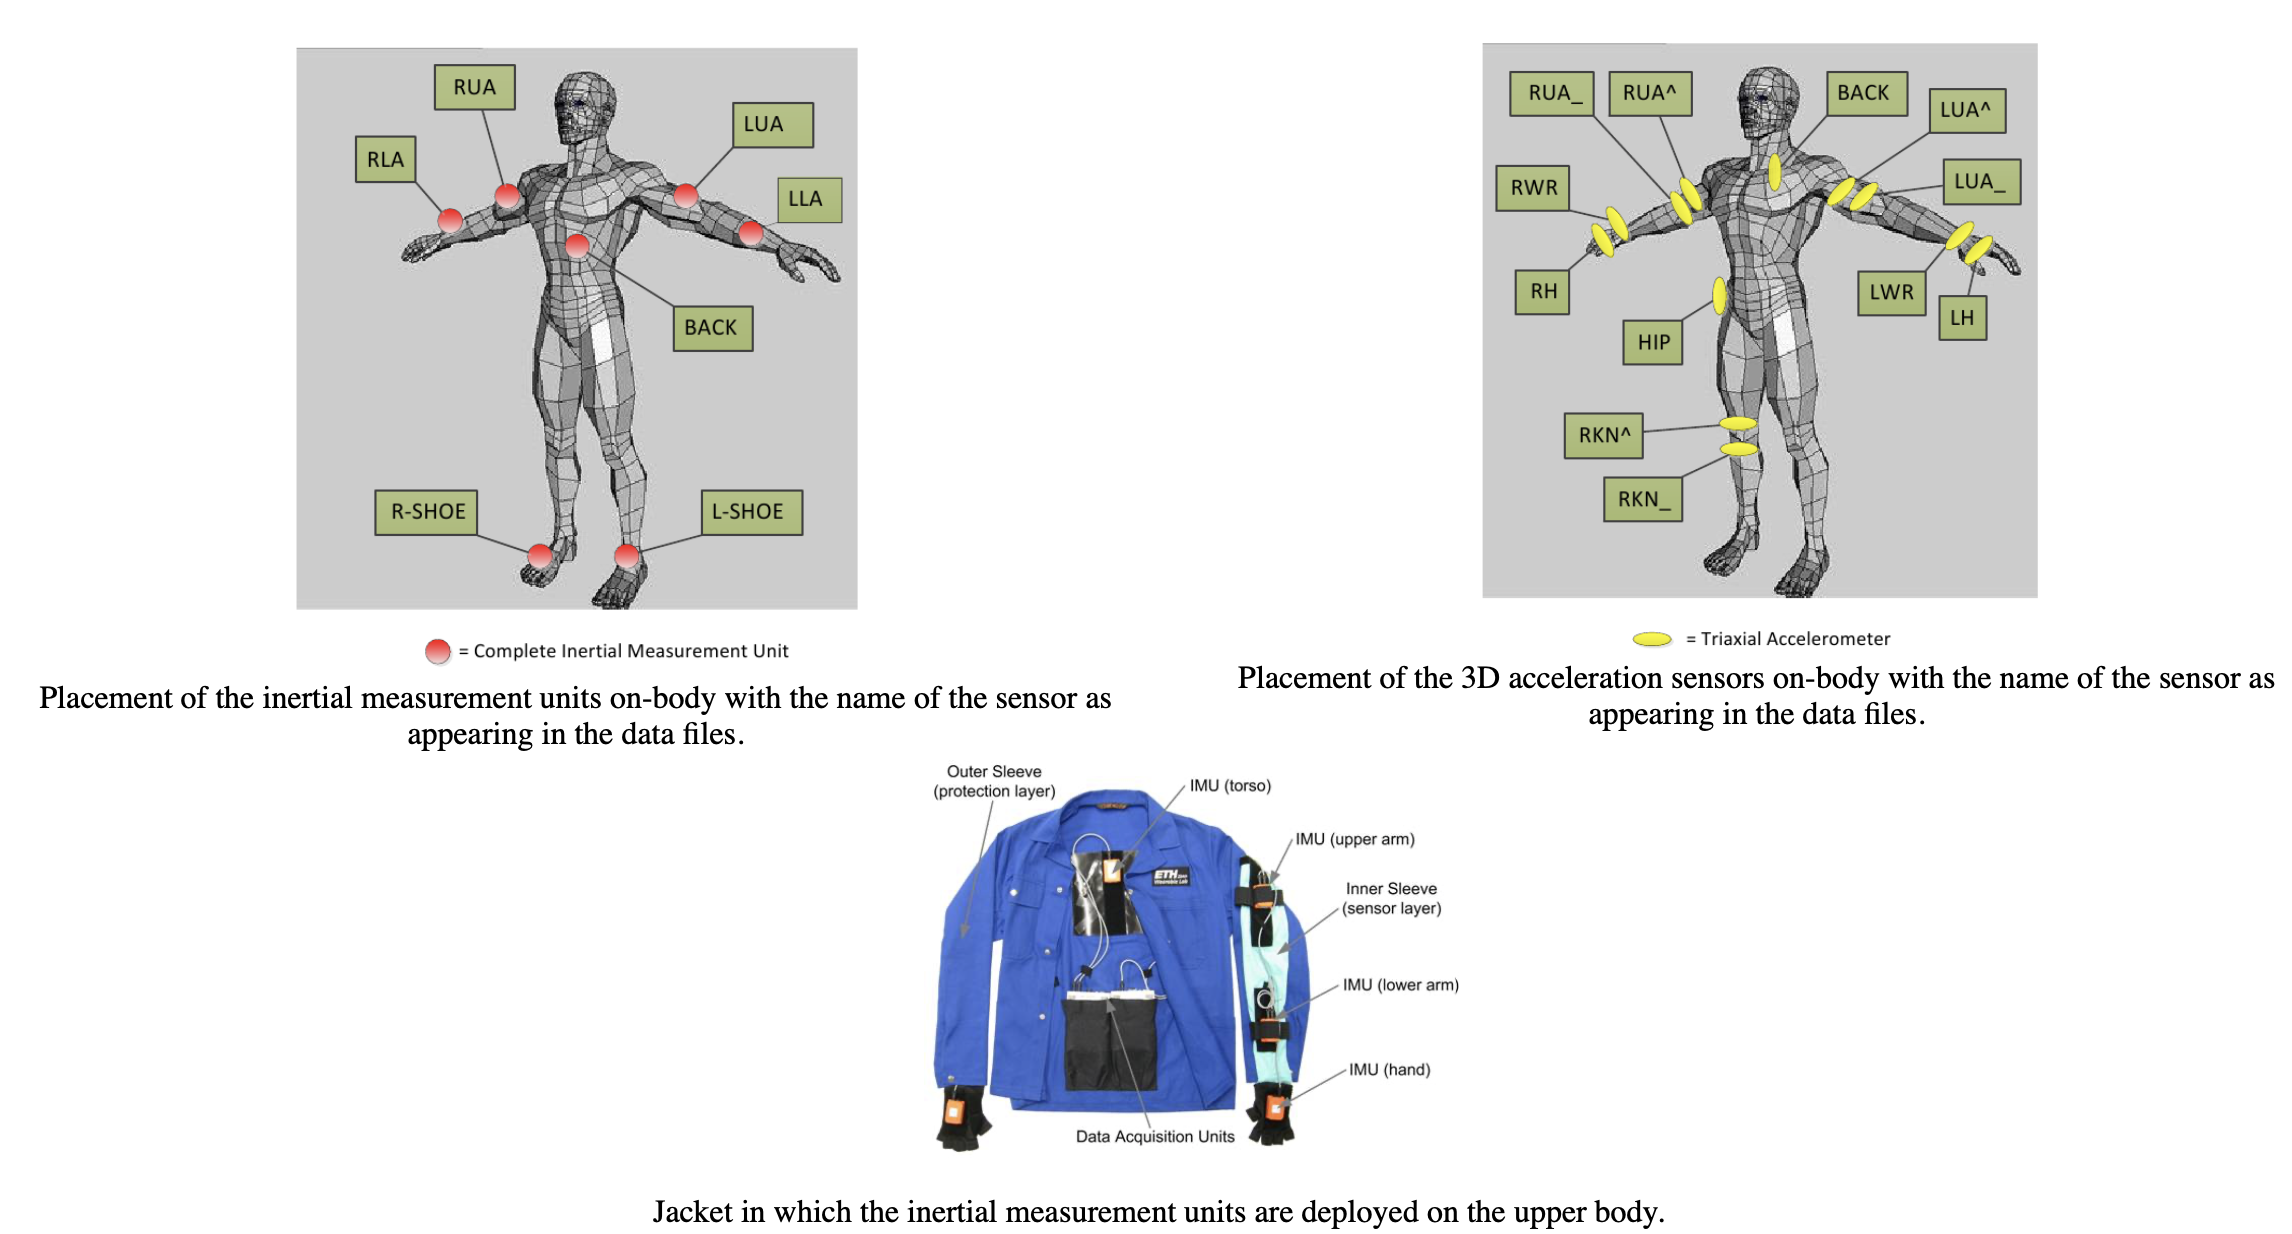 RUA
LUA
RLA
LLA
BACK
R-SHOE
L-SHOE
= Complete Inertial Measurement Unit
Placement of the inertial measurement units on-body with the name of the sensor as
appearing in the data files.
RUA_
RUA^
BACK
LUA^
RWR
LUA_
RH
LWR
LH
HIP
RKN^
RKN_
= Triaxial Accelerometer
Placement of the 3D acceleration sensors on-body with the name of the sensor as
appearing in the data files.
Outer Sleeve
(protection layer)
IMU (torso)
IMU (upper arm)
ETH
Inner Sleeve
(sensor layer)
IMU (lower arm)
IMU (hand)
Data Acquisition Units
Jacket in which the inertial measurement units are deployed on the upper body.